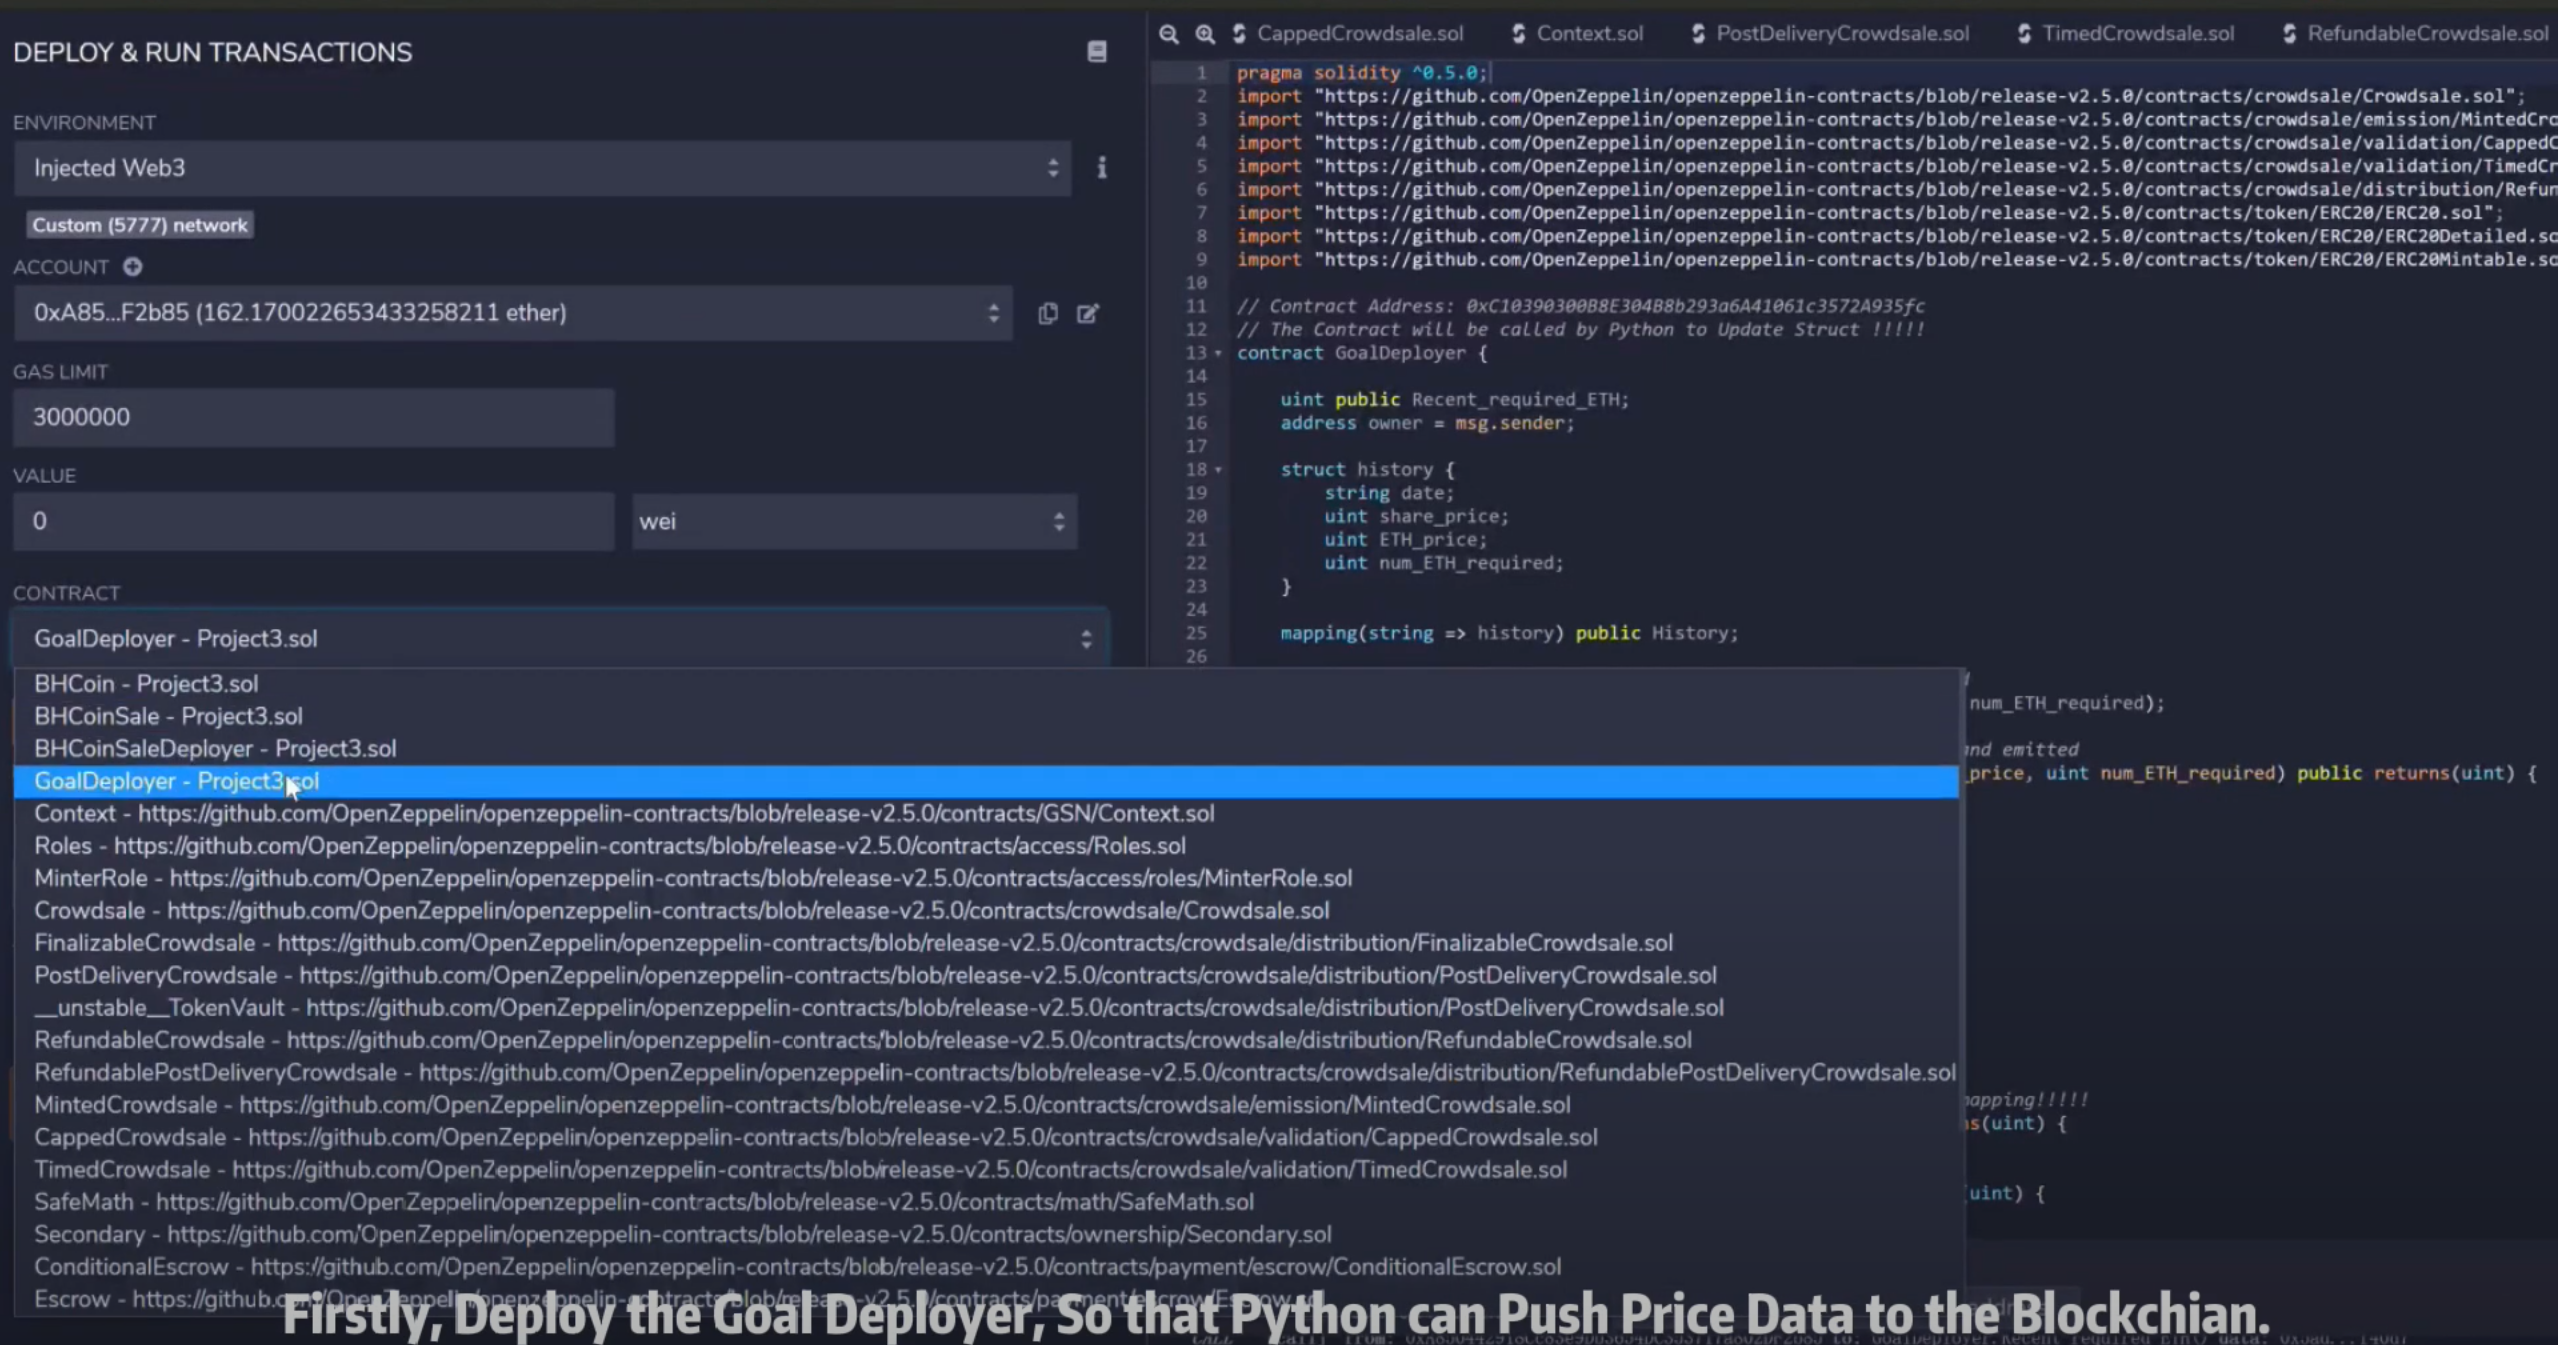 DEPLOY & RUN TRANSACTIONS
ENVIRONMENT
Injected Web3
Custom (5777) network
ACCOUNT
0xA85...F2b85 (162.170022653433258211 ether)
GAS LIMIT
3000000
VALUE
0
wei
CONTRACT
GoalDeployer - Project3.sol
BHCoin - Project3.sol
BHCoinSale - Project3.sol
BHCoinSaleDeployer - Project3.sol
GoalDeployer - Project3.sol
Context - https://github.com/OpenZeppelin/openzeppelin-contracts/blob/release-v2.5.0/contracts/GSN/Context.sol
Roles - https://github.com/OpenZeppelin/openzeppelin-contracts/blob/release-v2.5.0/contracts/access/Roles.sol
MinterRole - https://github.com/OpenZeppelin/openzeppelin-contracts/blob/release-v2.5.0/contracts/access/roles/MinterRole.sol
Crowdsale - https://github.com/OpenZeppelin/openzeppelin-contracts/blob/release-v2.5.0/contracts/crowdsale/Crowdsale.sol
FinalizableCrowdsale - https://github.com/OpenZeppelin/openzeppelin-contracts/blob/release-v2.5.0/contracts/crowdsale/distribution/FinalizableCrowdsale.sol
PostDeliveryCrowdsale - https://github.com/OpenZeppelin/openzeppelin-contracts/blob/release-v2.5.0/contracts/crowdsale/distribution/PostDeliveryCrowdsale.sol
__unstable__TokenVault - https://github.com/OpenZeppelin/openzeppelin-contracts/blob/release-v2.5.0/contracts/crowdsale/distribution/PostDeliveryCrowdsale.sol
RefundableCrowdsale - https://github.com/OpenZeppelin/openzeppelin-contracts/blob/release-v2.5.0/contracts/crowdsale/distribution/RefundableCrowdsale.sol
RefundablePostDeliveryCrowdsale - https://github.com/OpenZeppelin/openzeppelin-contracts/blob/release-v2.5.0/contracts/crowdsale/distribution/RefundablePostDeliveryCrowdsale.sol
MintedCrowdsale - https://github.com/OpenZeppelin/openzeppelin-contracts/blob/release-v2.5.0/contracts/crowdsale/emission/MintedCrowdsale.sol
CappedCrowdsale - https://github.com/OpenZeppelin/openzeppelin-contracts/blob/release-v2.5.0/contracts/crowdsale/validation/CappedCrowdsale.sol
TimedCrowdsale - https://github.com/OpenZeppelin/openzeppelin-contracts/blob/release-v2.5.0/contracts/crowdsale/validation/TimedCrowdsale.sol
SafeMath - https://github.com/OpenZeppelin/openzeppelin-contracts/blob/release-v2.5.0/contracts/math/SafeMath.sol
Secondary - https://github.com/OpenZeppelin/openzeppelin-contracts/blob/release-v2.5.0/contracts/ownership/Secondary.sol
ConditionalEscrow - https://github.com/OpenZeppelin/openzeppelin-contracts/blob/release-v2.5.0/contracts/payment/escrow/ConditionalEscrow.sol
Escrow - https://github.c
CappedCrowdsale.sol Context.sol PostDeliveryCrowdsale.sol TimedCrowdsale.sol RefundableCrowdsale.sol
1 pragma solidity ^0.5.0;
2 import "https://github.com/OpenZeppelin/openzeppelin-contracts/blob/release-v2.5.0/contracts/crowdsale/Crowdsale.sol";
3 import "https://github.com/OpenZeppelin/openzeppelin-contracts/blob/release-v2.5.0/contracts/crowdsale/emission/MintedCro
4 import "https://github.com/OpenZeppelin/openzeppelin-contracts/blob/release-v2.5.0/contracts/crowdsale/validation/CappedC
5 import "https://github.com/OpenZeppelin/openzeppelin-contracts/blob/release-v2.5.0/contracts/crowdsale/validation/TimedCr
6 import "https://github.com/OpenZeppelin/openzeppelin-contracts/blob/release-v2.5.0/contracts/crowdsale/distribution/Refun
7 import "https://github.com/OpenZeppelin/openzeppelin-contracts/blob/release-v2.5.0/contracts/token/ERC20/ERC20.sol";
8 import "https://github.com/OpenZeppelin/openzeppelin-contracts/blob/release-v2.5.0/contracts/token/ERC20/ERC20Detailed.so
9 import "https://github.com/OpenZeppelin/openzeppelin-contracts/blob/release-v2.5.0/contracts/token/ERC20/ERC20Mintable.so
10
11 // Contract Address: 0xC10390300B8E304B8b293a6A41061c3572A935fc
12 // The Contract will be called by Python to Update Struct !!!!!
13 contract GoalDeployer {
14
15 uint public Recent_required_ETH;
16 address owner = msg.sender;
17
18 struct history {
19 string date;
20 uint share_price;
21 uint ETH_price;
22 uint num_ETH_required;
23 }
24
25 mapping(string => history) public History;
26
num_ETH_required);
and emitted
_price, uint num_ETH_required) public returns(uint) {
mapping!!!!!
s(uint) {
(uint) {
Firstly, Deploy the Goal Deployer, So that Python can Push Price Data to the Blockchian.